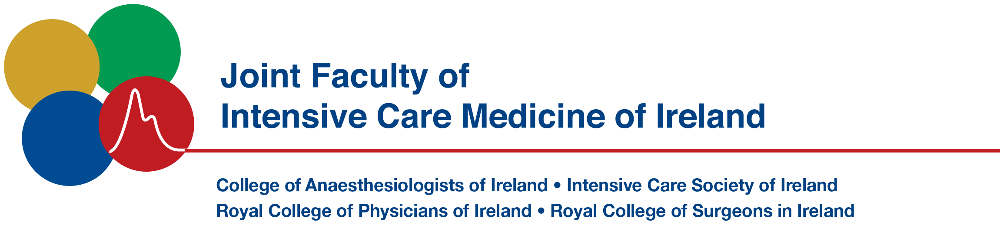 Joint Faculty of
Intensive Care Medicine of Ireland
College of Anaesthesiologists of Ireland • Intensive Care Society of Ireland
Royal College of Physicians of Ireland • Royal College of Surgeons in Ireland